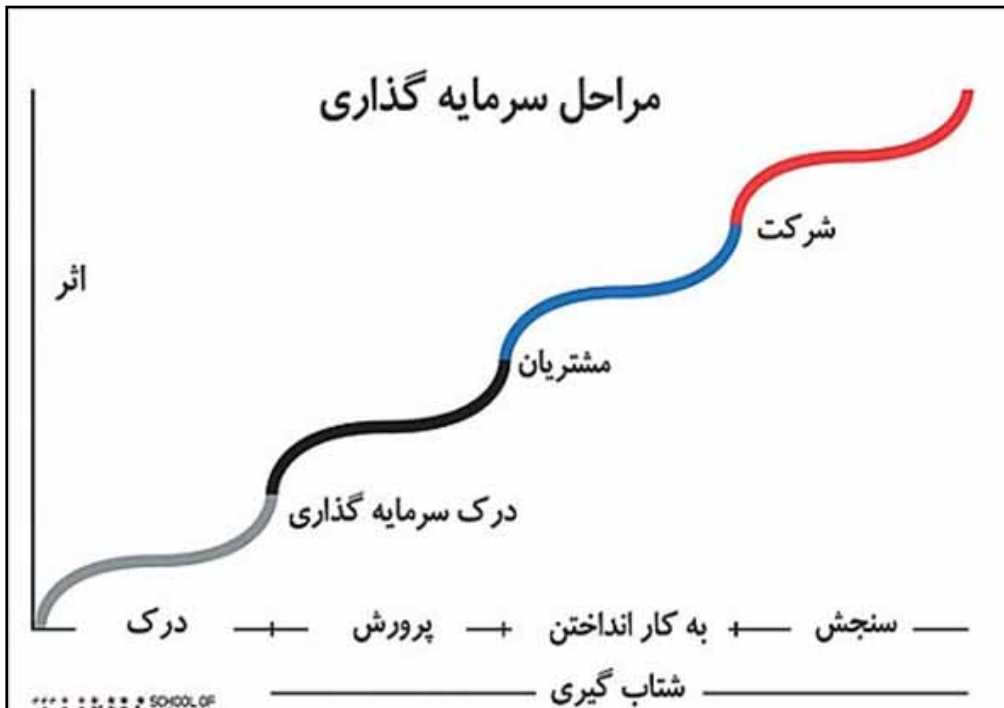 مراحل سرمایه گذاری
اثر
شرکت
مشتریان
درک سرمایه گذاری
درک
پرورش
به کار انداختن
سنجش
شتاب گیری
SCHOOL OF